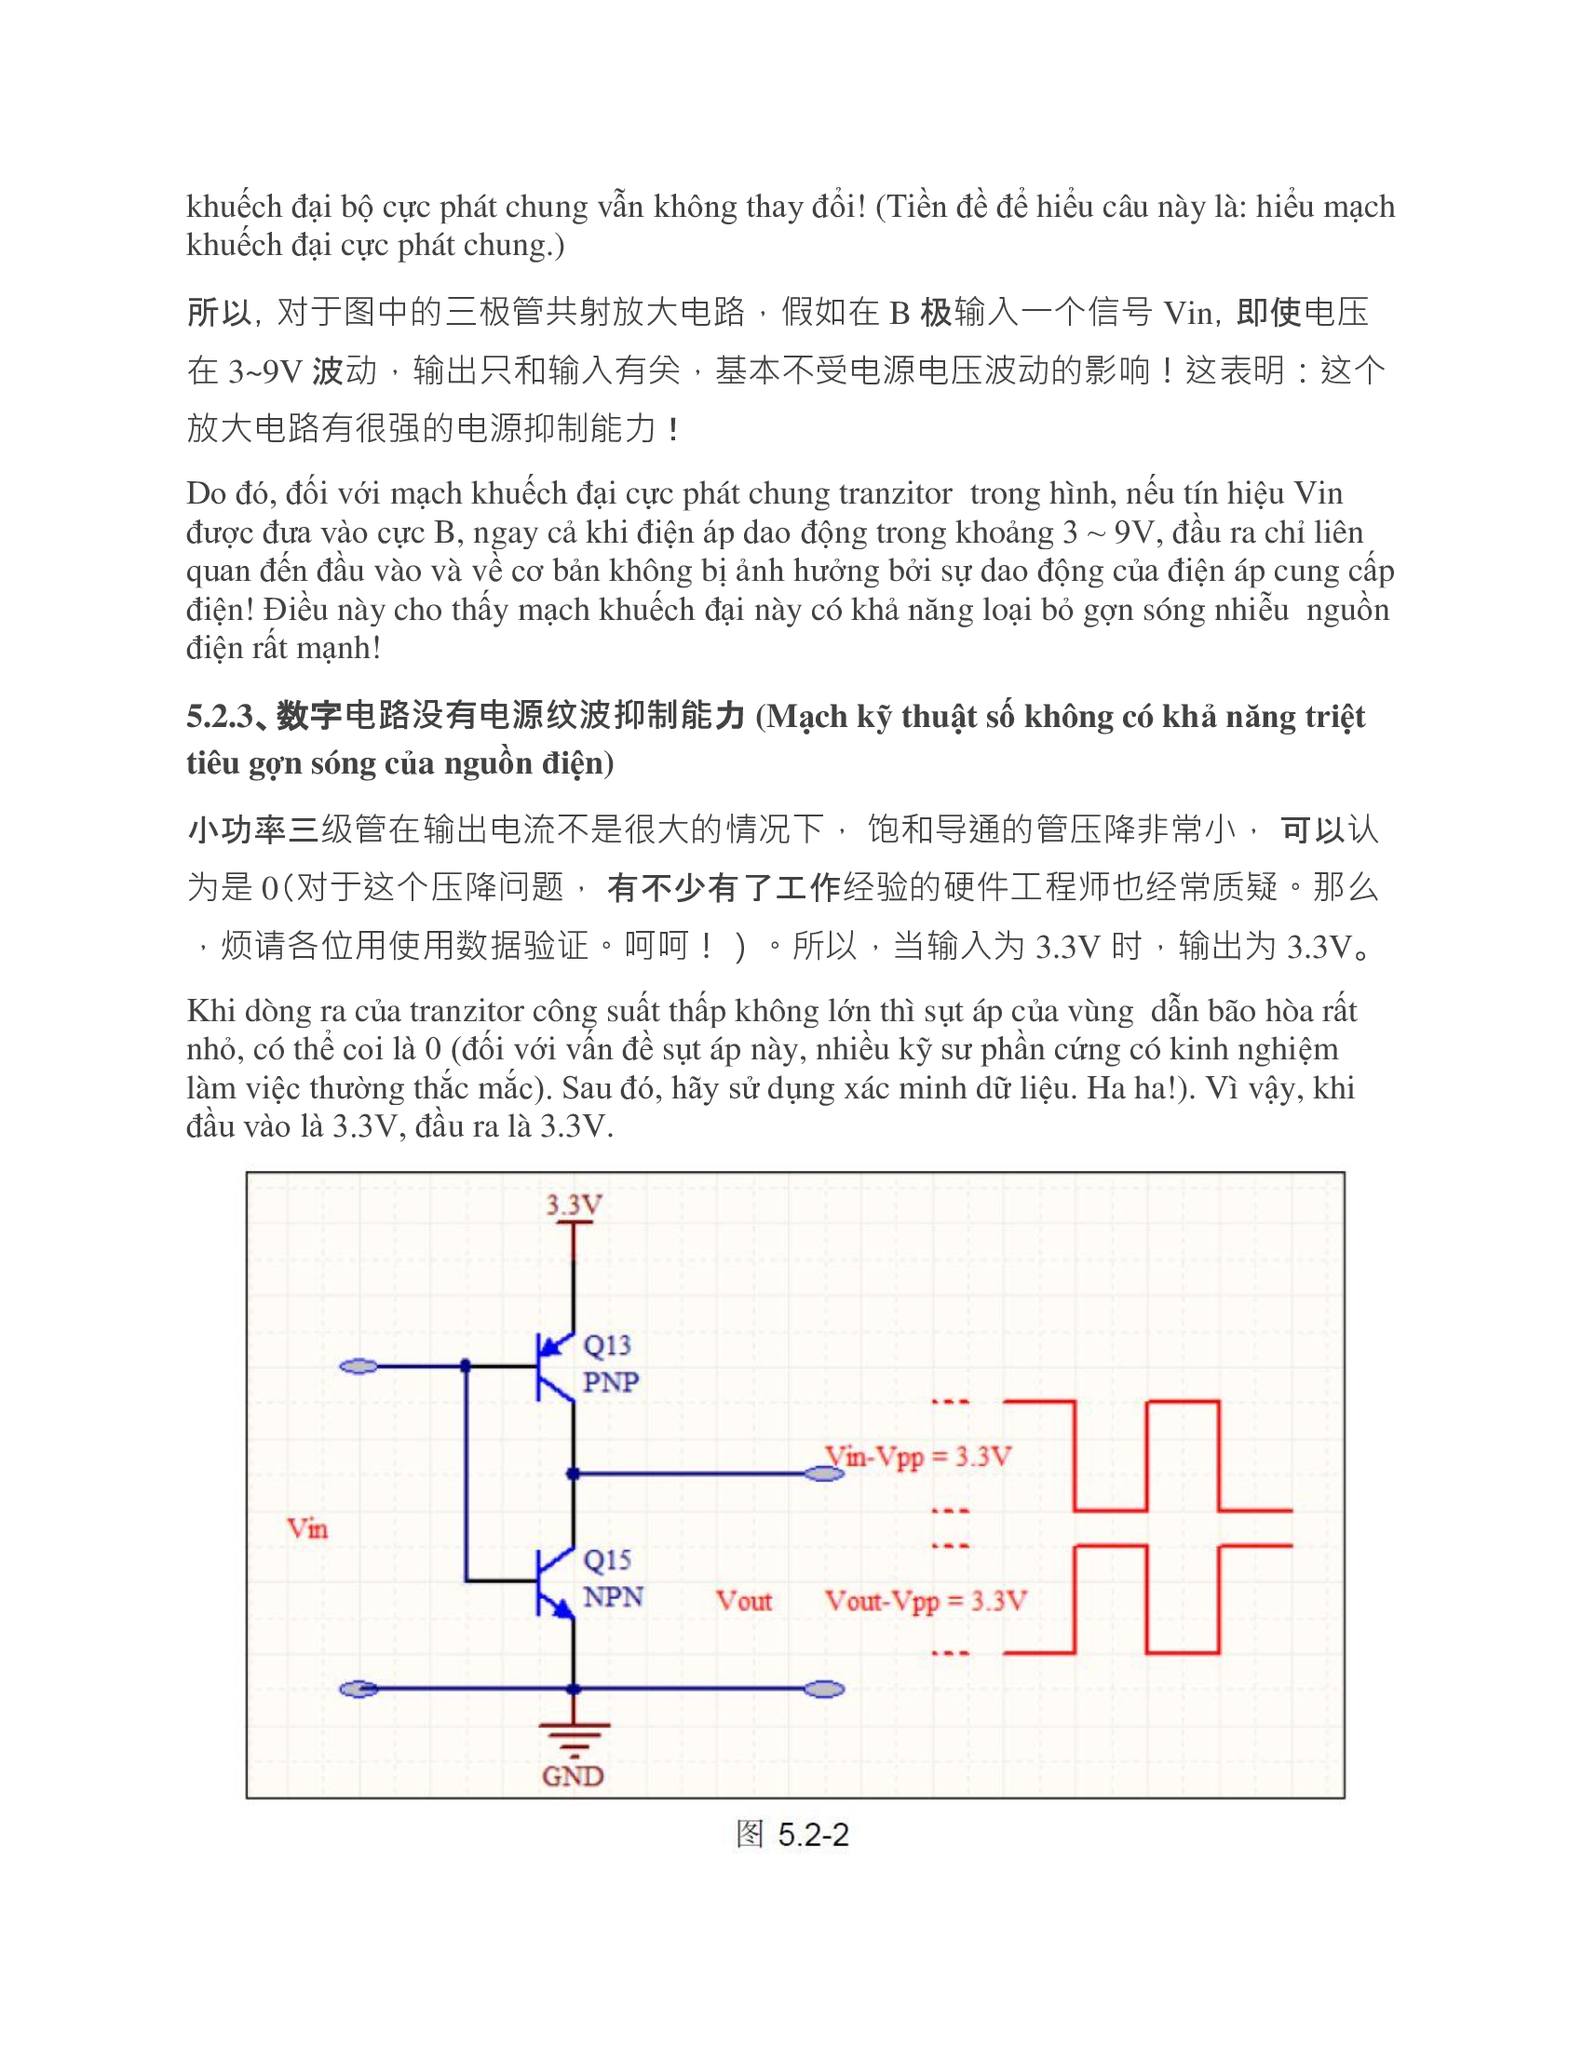 khuếch đại bộ cực phát chung vẫn không thay đổi! (Tiền đề để hiểu câu này là: hiểu mạch
khuếch đại cực phát chung.)
所以, 对于图中的三极管共射放大电路，假如在 B 极输入一个信号 Vin, 即使电压
在 3~9V 波动，输出只和输入有关，基本不受电源电压波动的影响！这表明：这个
放大电路有很强的电源抑制能力！
Do đó, đối với mạch khuếch đại cực phát chung tranzitor trong hình, nếu tín hiệu Vin
được đưa vào cực B, ngay cả khi điện áp dao động trong khoảng 3 ~ 9V, đầu ra chỉ liên
quan đến đầu vào và về cơ bản không bị ảnh hưởng bởi sự dao động của điện áp cung cấp
điện! Điều này cho thấy mạch khuếch đại này có khả năng loại bỏ gợn sóng nhiễu nguồn
điện rất mạnh!
5.2.3、数字电路没有电源纹波抑制能力 (Mạch kỹ thuật số không có khả năng triệt
tiêu gợn sóng của nguồn điện)
小功率三级管在输出电流不是很大的情况下， 饱和导通的管压降非常小， 可以认
为是 0(对于这个压降问题， 有不少有了工作经验的硬件工程师也经常质疑。那么
，烦请各位用使用数据验证。呵呵！）。所以，当输入为 3.3V 时，输出为 3.3V。
Khi dòng ra của tranzitor công suất thấp không lớn thì sụt áp của vùng dẫn bão hòa rất
nhỏ, có thể coi là 0 (đối với vấn đề sụt áp này, nhiều kỹ sư phần cứng có kinh nghiệm
làm việc thường thắc mắc). Sau đó, hãy sử dụng xác minh dữ liệu. Ha ha!). Vì vậy, khi
đầu vào là 3.3V, đầu ra là 3.3V.
3.3V
Q13
PNP
Vin-Vpp = 3.3V
Vin
Q15
NPN
Vout
Vout-Vpp = 3.3V
GND
图 5.2-2